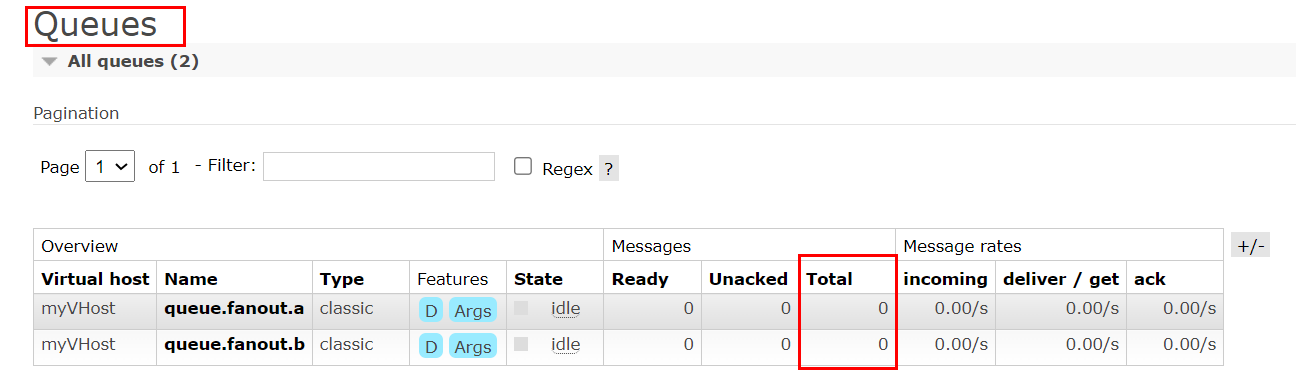 Queues
All queues (2)
Pagination
Page 1 of 1 - Filter: Regex ?
Overview Messages Message rates +/-
Virtual host Name Type Features State Ready Unacked Total incoming deliver / get ack
myVHost queue.fanout.a classic D Args idle 0 0 0 0.00/s 0.00/s 0.00/s
myVHost queue.fanout.b classic D Args idle 0 0 0 0.00/s 0.00/s 0.00/s